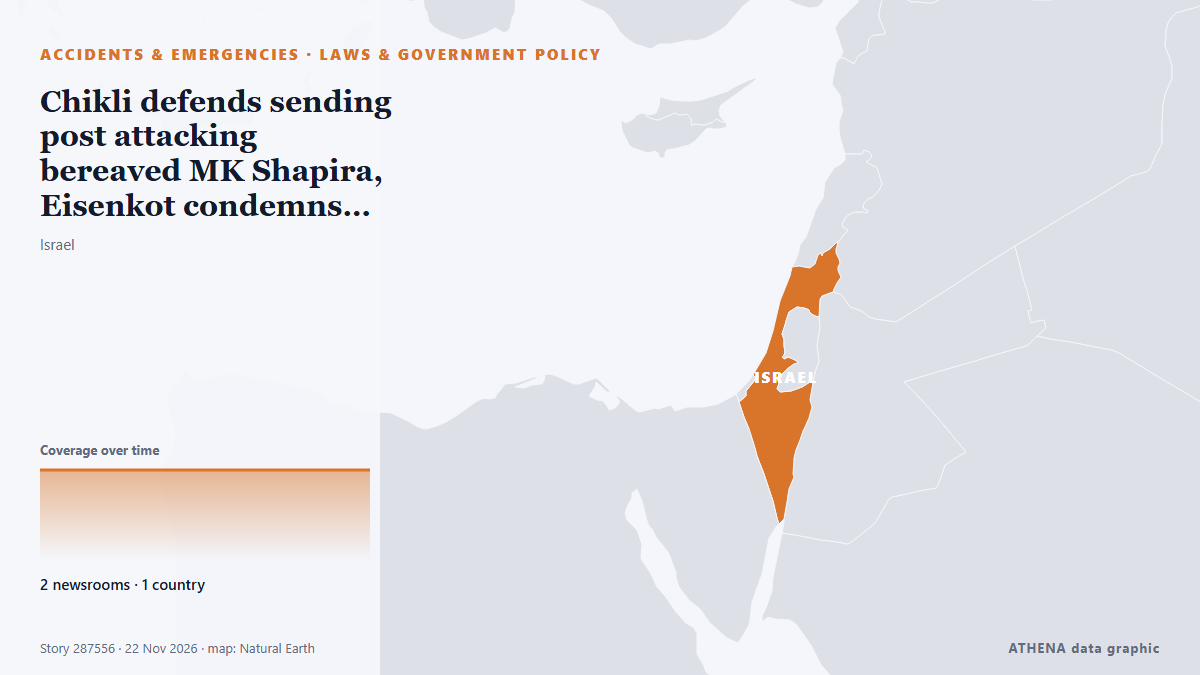 ACCIDENTS & EMERGENCIES · LAWS & GOVERNMENT POLICY
Chikli defends sending
post attacking
bereaved MK Shapira,
Eisenkot condemns...
Israel
ISRAEL
Coverage over time
2 newsrooms · 1 country
Story 287556 · 22 Nov 2026 · map: Natural Earth
ATHENA data graphic